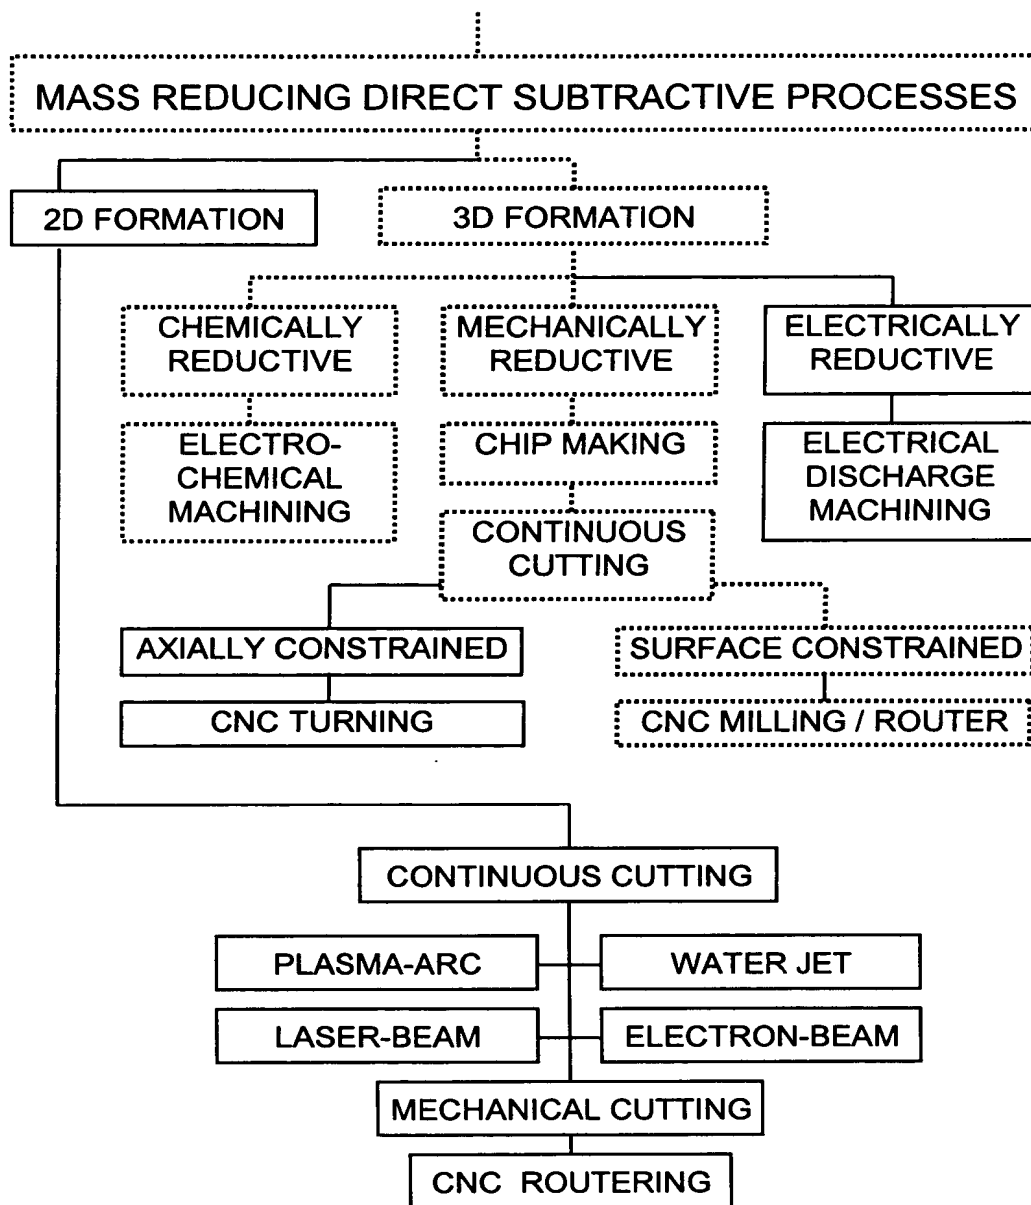 MASS REDUCING DIRECT SUBTRACTIVE PROCESSES
2D FORMATION
3D FORMATION
CHEMICALLY
REDUCTIVE
MECHANICALLY
REDUCTIVE
ELECTRICALLY
REDUCTIVE
ELECTRO-
CHEMICAL
MACHINING
CHIP MAKING
ELECTRICAL
DISCHARGE
MACHINING
CONTINUOUS
CUTTING
AXIALLY CONSTRAINED
SURFACE CONSTRAINED
CNC TURNING
CNC MILLING / ROUTER
CONTINUOUS CUTTING
PLASMA-ARC
WATER JET
LASER-BEAM
ELECTRON-BEAM
MECHANICAL CUTTING
CNC ROUTERING